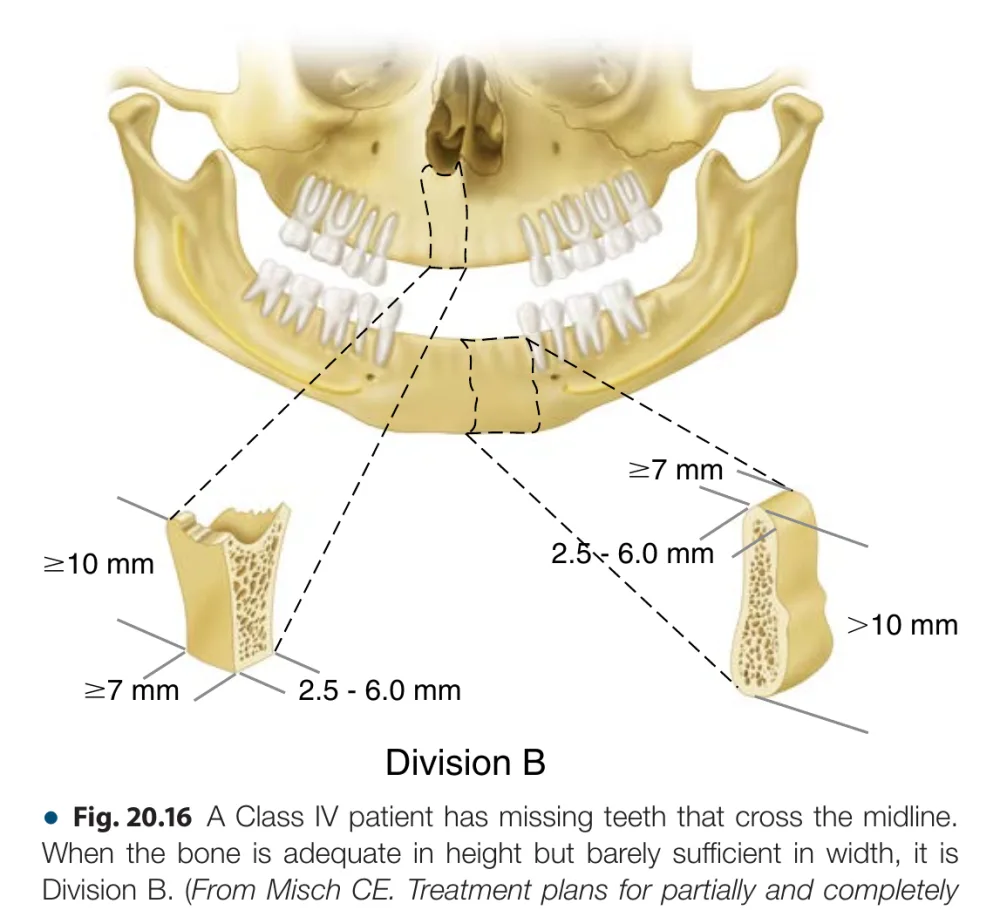 ≥7 mm
2.5 - 6.0 mm
≥10 mm
>10 mm
≥7 mm
2.5 - 6.0 mm
Division B
• Fig. 20.16 A Class IV patient has missing teeth that cross the midline.
When the bone is adequate in height but barely sufficient in width, it is
Division B. (From Misch CE. Treatment plans for partially and completely